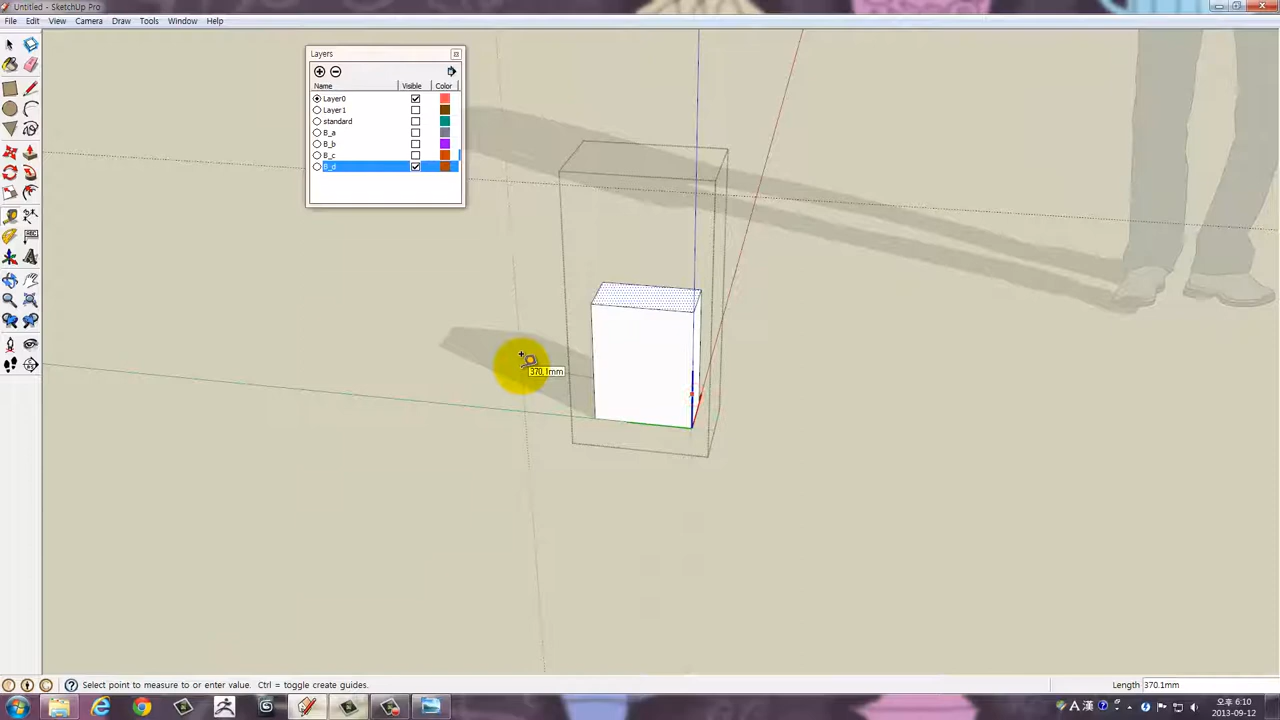 Untitled - SketchUp Pro
File Edit View Camera Draw Tools Window Help
Layers
Name Visible Color
Layer0
Layer1
standard
B_a
B_b
B_c
B_d
370.1mm
Select point to measure to or enter value. Ctrl = toggle create guides.
Length 370.1mm
A 漢
오후 6:10
2013-09-12